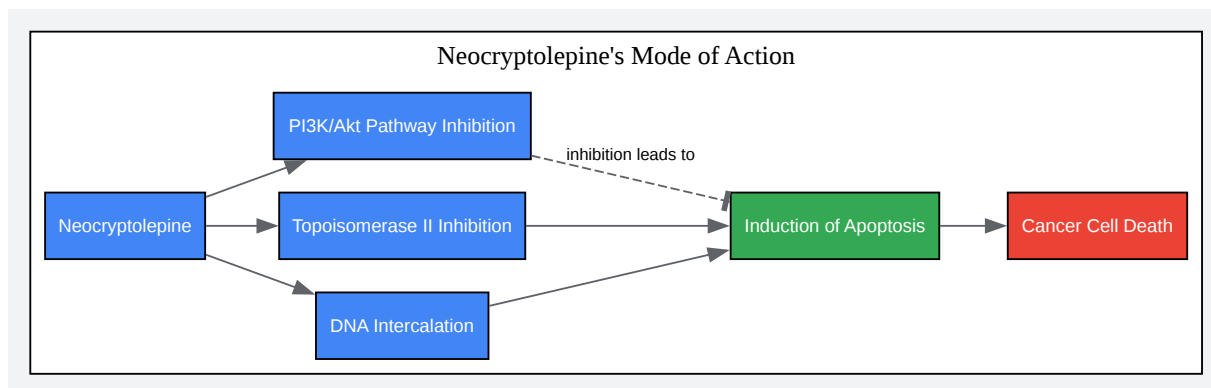 Neocryptolepine's Mode of Action
PI3K/Akt Pathway Inhibition
inhibition leads to
Neocryptolepine
Topoisomerase II Inhibition
Induction of Apoptosis
Cancer Cell Death
DNA Intercalation